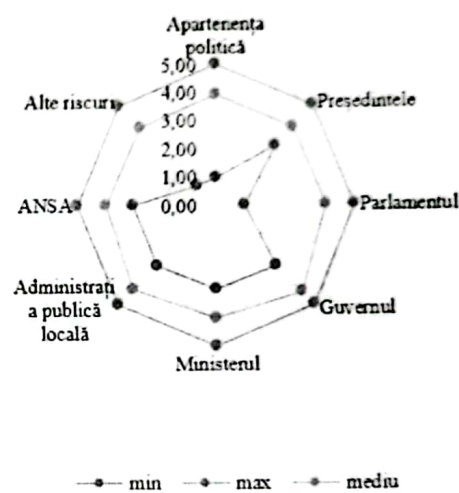 Apartenența
politică
5,00
4,00
3,00
2,00
1,00
0,00
Alte riscuri
Președintele
ANSA
Parlamentul
Administrați
a publică
locală
Guvernul
Ministerul
min
max
mediu